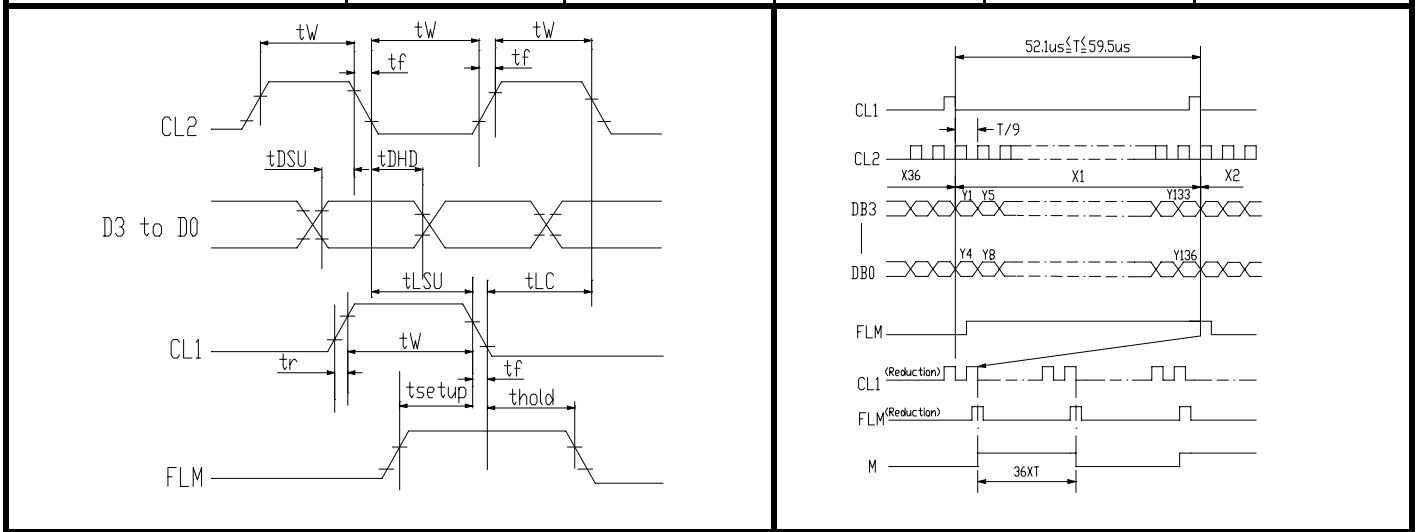 tW
tW
tW
tf
tf
CL2
tDSU
tDHD
D3 to D0
tLSU
tLC
CL1
tW
tr
tf
tsetup
thold
FLM
52.1us≦T≦59.5us
CL1
T/9
CL2
X36
X1
X2
Y1
Y5
Y133
DB3
Y4
Y8
Y136
DB0
FLM
CL1(Reduction)
FLM(Reduction)
M
36XT